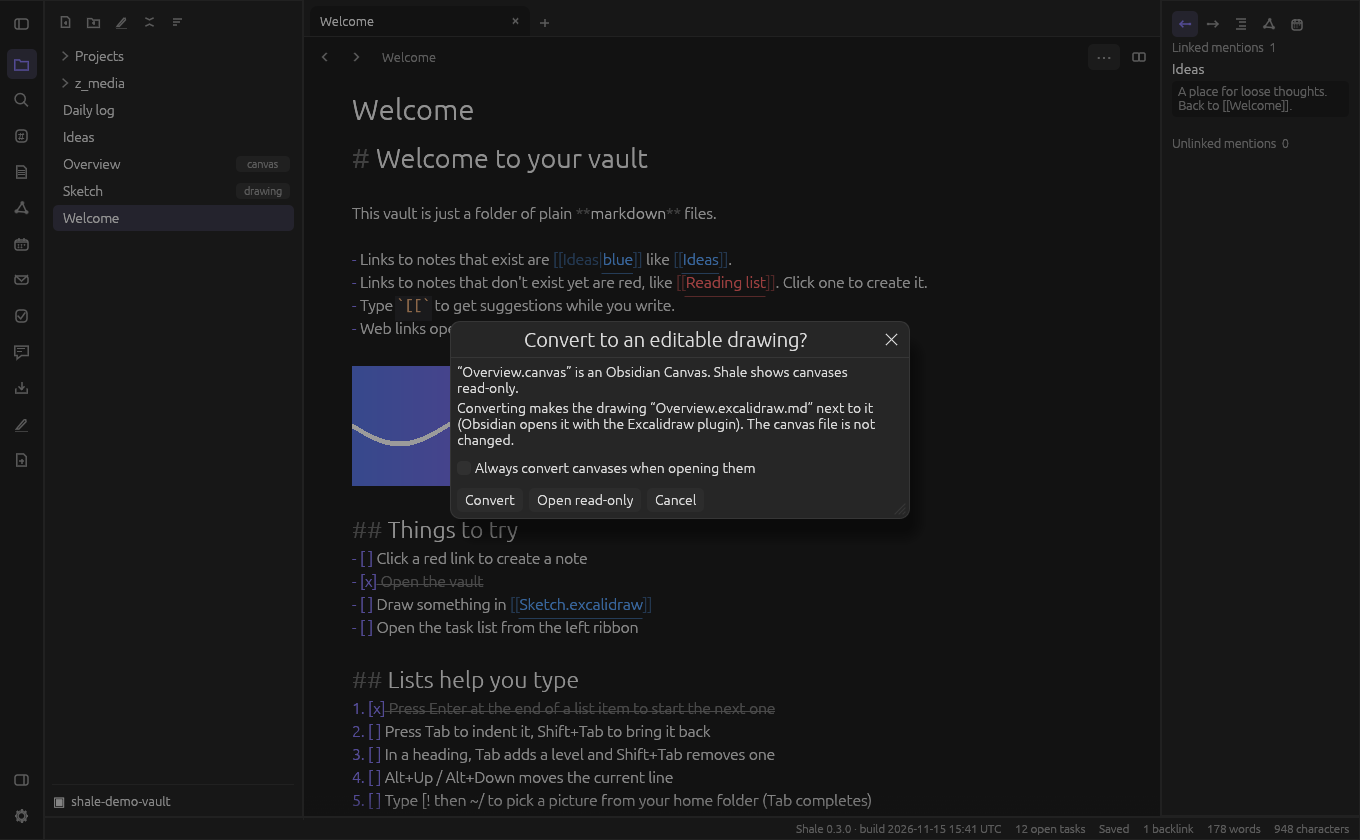 Welcome
Projects
z_media
Daily log
Ideas
Overview canvas
Sketch drawing
Welcome
shale-demo-vault
Welcome
Welcome
# Welcome to your vault
This vault is just a folder of plain **markdown** files.
- Links to notes that exist are [[Ideas|blue]] like [[Ideas]].
- Links to notes that don't exist yet are red, like [[Reading list]]. Click one to create it.
- Type `[[` to get suggestions while you write.
- Web links ope
Convert to an editable drawing?
“Overview.canvas” is an Obsidian Canvas. Shale shows canvases
read-only.
Converting makes the drawing “Overview.excalidraw.md” next to it
(Obsidian opens it with the Excalidraw plugin). The canvas file is not
changed.
Always convert canvases when opening them
Convert Open read-only Cancel
## Things to try
- [ ] Click a red link to create a note
- [x] Open the vault
- [ ] Draw something in [[Sketch.excalidraw]]
- [ ] Open the task list from the left ribbon
## Lists help you type
1. [x] Press Enter at the end of a list item to start the next one
2. [ ] Press Tab to indent it, Shift+Tab to bring it back
3. [ ] In a heading, Tab adds a level and Shift+Tab removes one
4. [ ] Alt+Up / Alt+Down moves the current line
5. [ ] Type [! then ~/ to pick a picture from your home folder (Tab completes)
Linked mentions 1
Ideas
A place for loose thoughts.
Back to [[Welcome]].
Unlinked mentions 0
Shale 0.3.0 · build 2026-11-15 15:41 UTC 12 open tasks Saved 1 backlink 178 words 948 characters